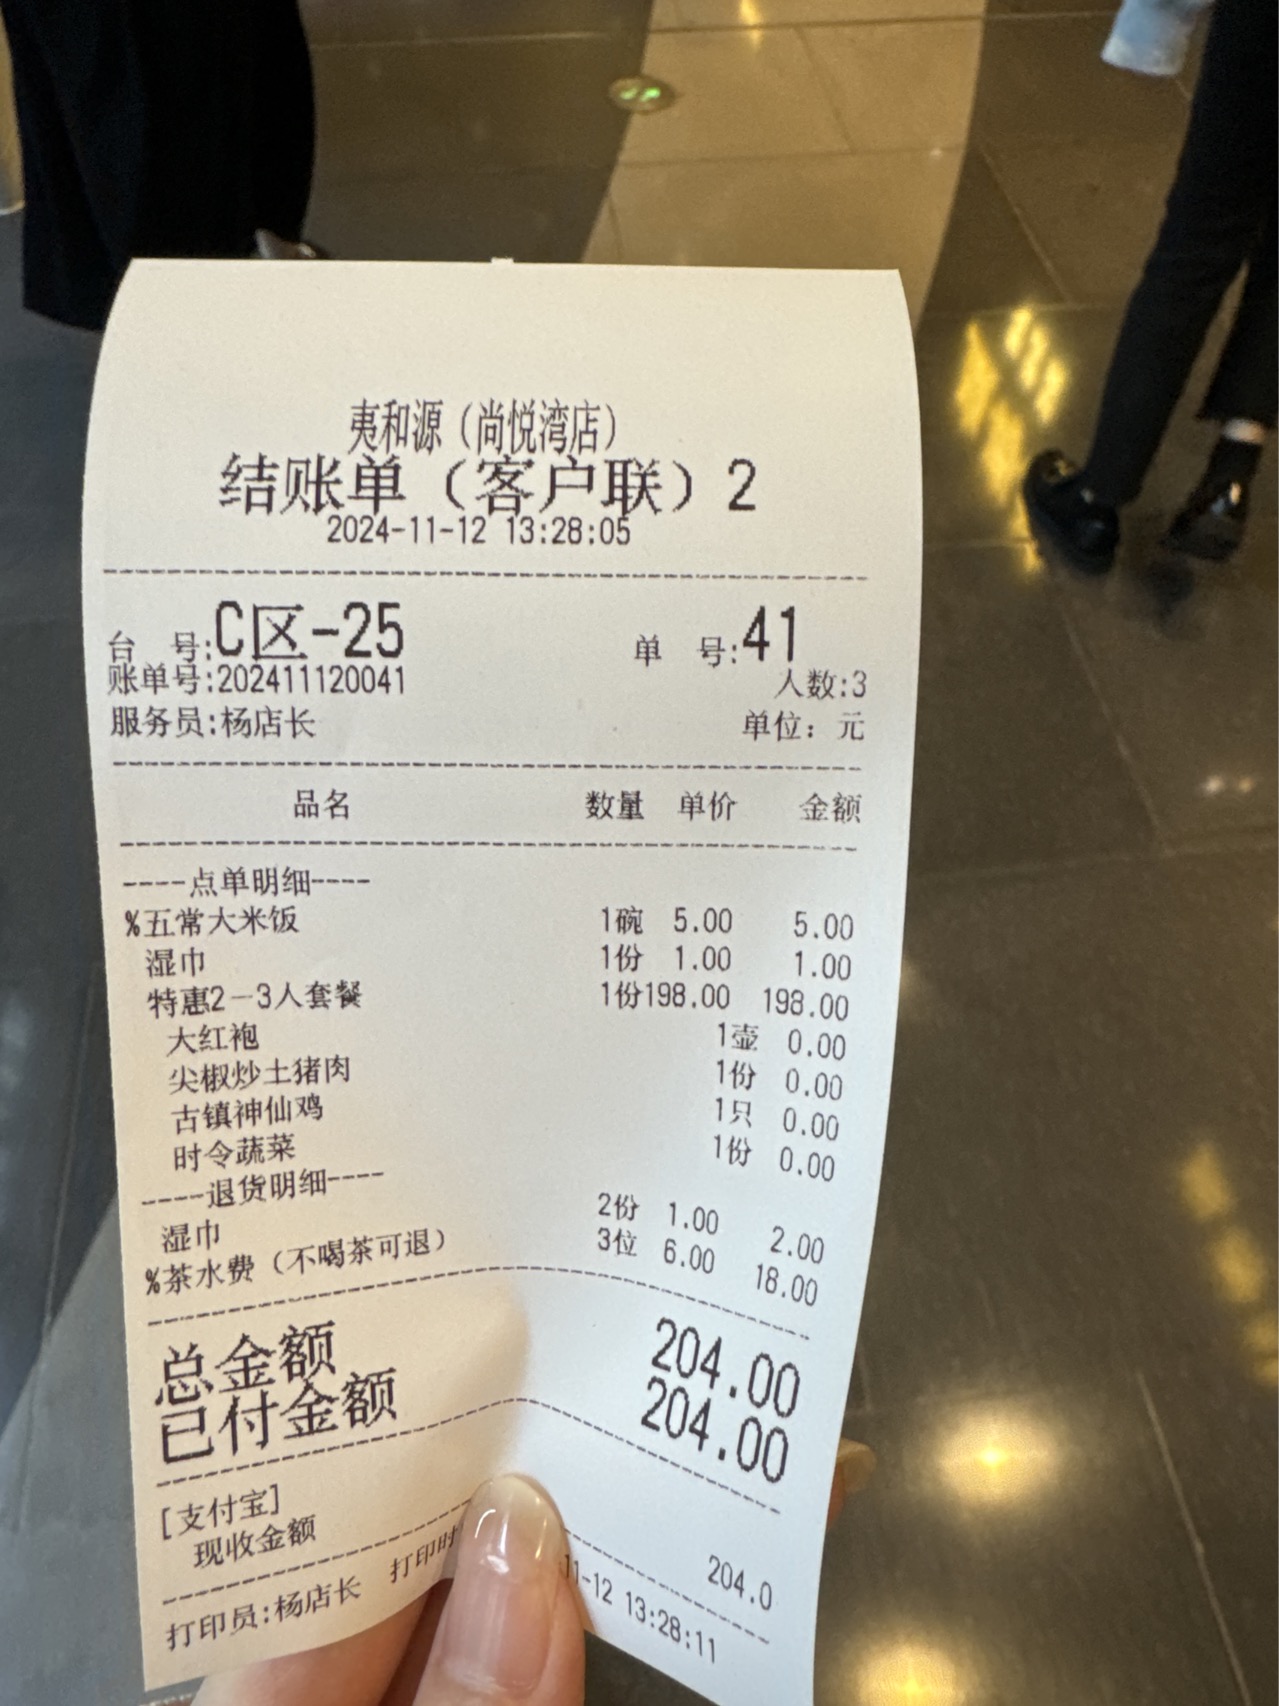 夷和源（尚悦湾店）
结账单（客户联）2
2024-11-12 13:28:05
台 号:C区-25 单 号:41
账单号:202411120041 人数:3
服务员:杨店长 单位：元
品名 数量 单价 金额
----点单明细----
%五常大米饭 1碗 5.00 5.00
湿巾 1份 1.00 1.00
特惠2-3人套餐 1份198.00 198.00
大红袍 1壶 0.00
尖椒炒土猪肉 1份 0.00
古镇神仙鸡 1只 0.00
时令蔬菜 1份 0.00
----退货明细----
湿巾 2份 1.00 2.00
%茶水费（不喝茶可退） 3位 6.00 18.00
总金额 204.00
已付金额 204.00
[支付宝]
现收金额 204.0
打印员:杨店长 打印时 11-12 13:28:11